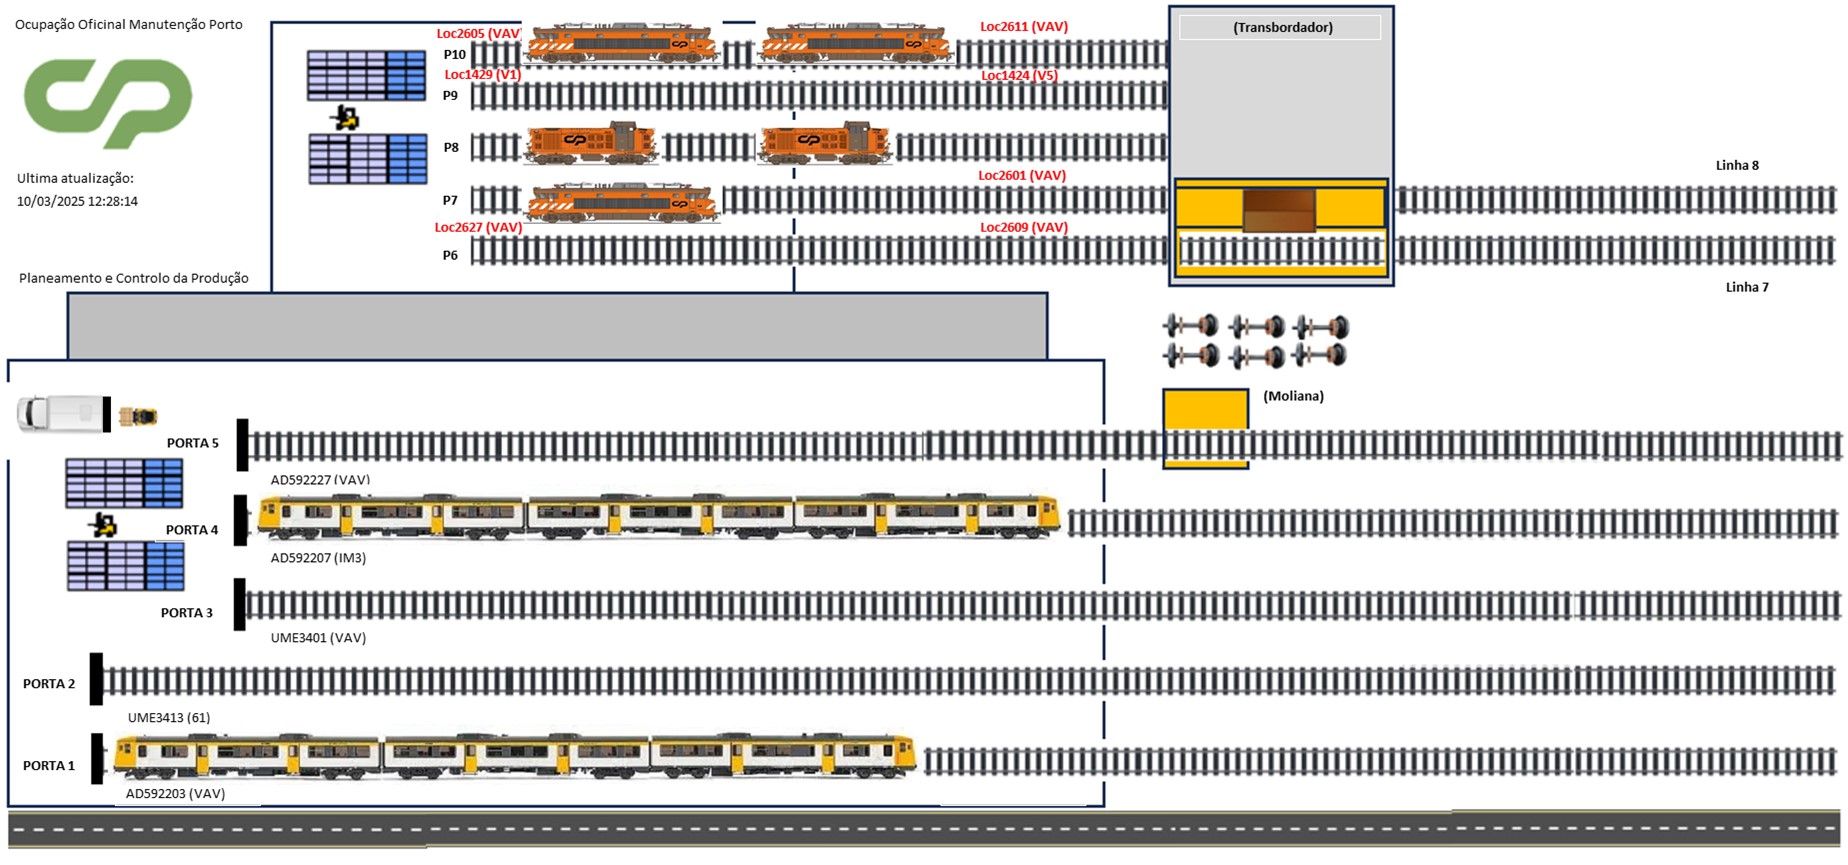 Ocupação Oficinal Manutenção Porto
Ultima atualização:
10/03/2025 12:28:14
Planeamento e Controlo da Produção
Loc2605 (VAV)
Loc2611 (VAV)
P10
Loc1429 (V1)
Loc1424 (V5)
P9
P8
Loc2601 (VAV)
P7
Loc2627 (VAV)
Loc2609 (VAV)
P6
(Transbordador)
Linha 8
Linha 7
(Moliana)
PORTA 5
AD592227 (VAV)
PORTA 4
AD592207 (IM3)
PORTA 3
UME3401 (VAV)
PORTA 2
UME3413 (61)
PORTA 1
AD592203 (VAV)